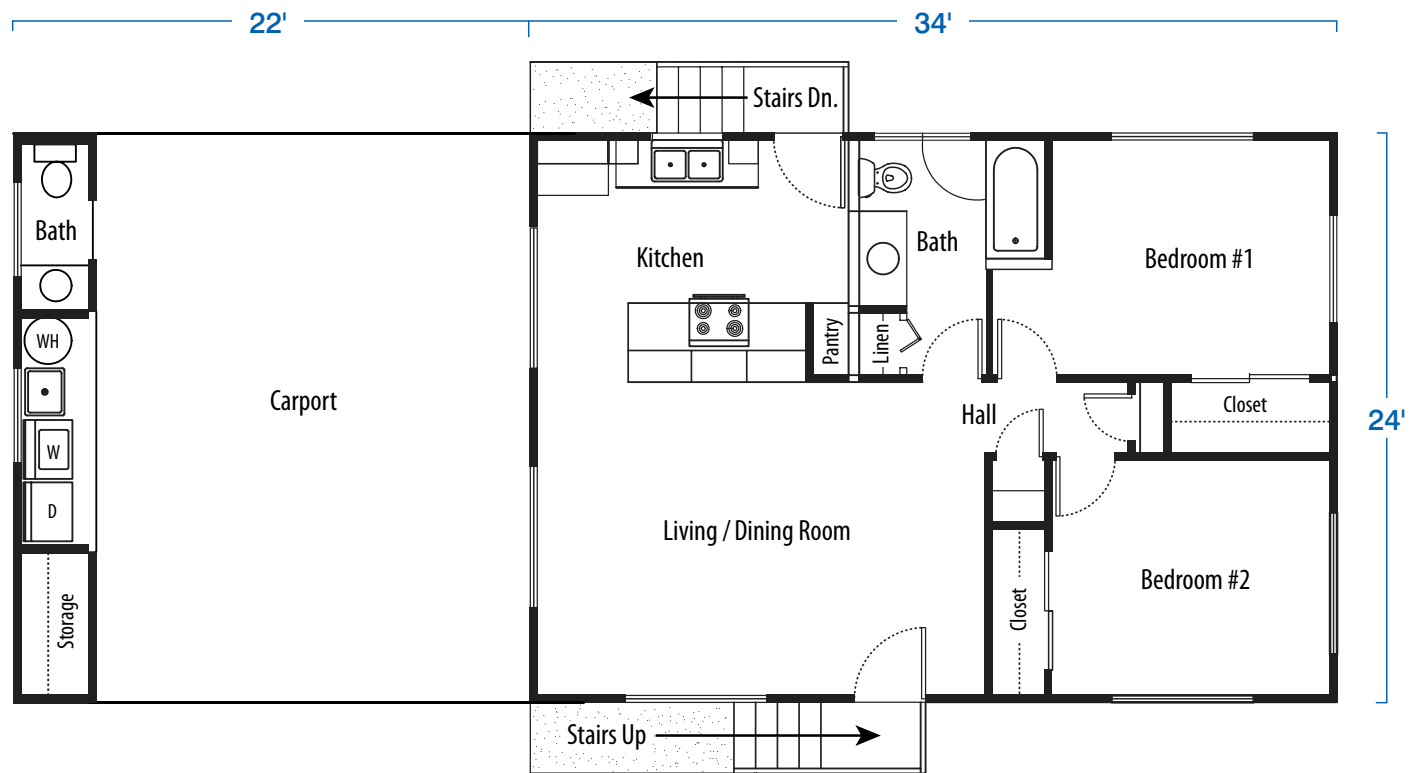 22'
34'
Stairs Dn.
Bath
Kitchen
Bath
Bedroom #1
WH
Pantry
Linen
Carport
Hall
Closet
24'
W
D
Living / Dining Room
Storage
Closet
Bedroom #2
Stairs Up